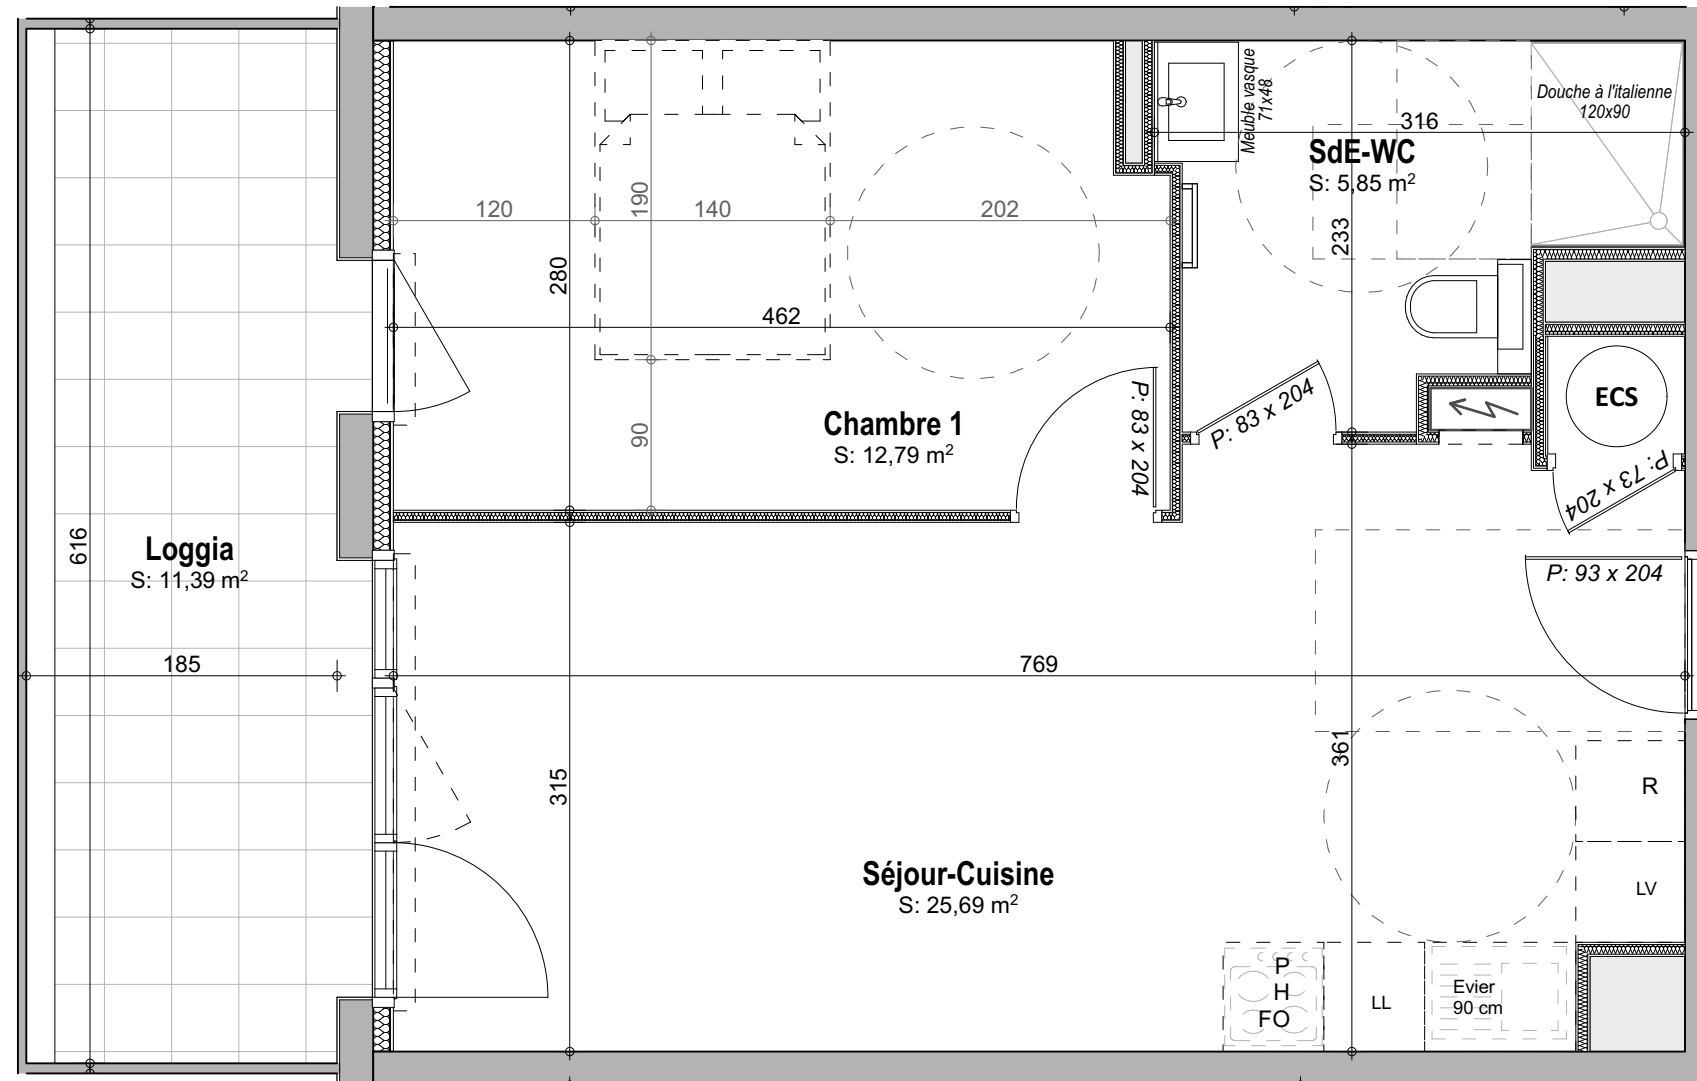 Meuble vasque
71x48
Douche à l'italienne
120x90
316
SdE-WC
S: 5,85 m²
233
120
190
140
202
280
462
Chambre 1
S: 12,79 m²
90
P: 83 x 204
P: 83 x 204
ECS
P: 73 x 204
P: 93 x 204
616
Loggia
S: 11,39 m²
185
769
361
315
R
LV
Séjour-Cuisine
S: 25,69 m²
P
H
FO
LL
Evier
90 cm